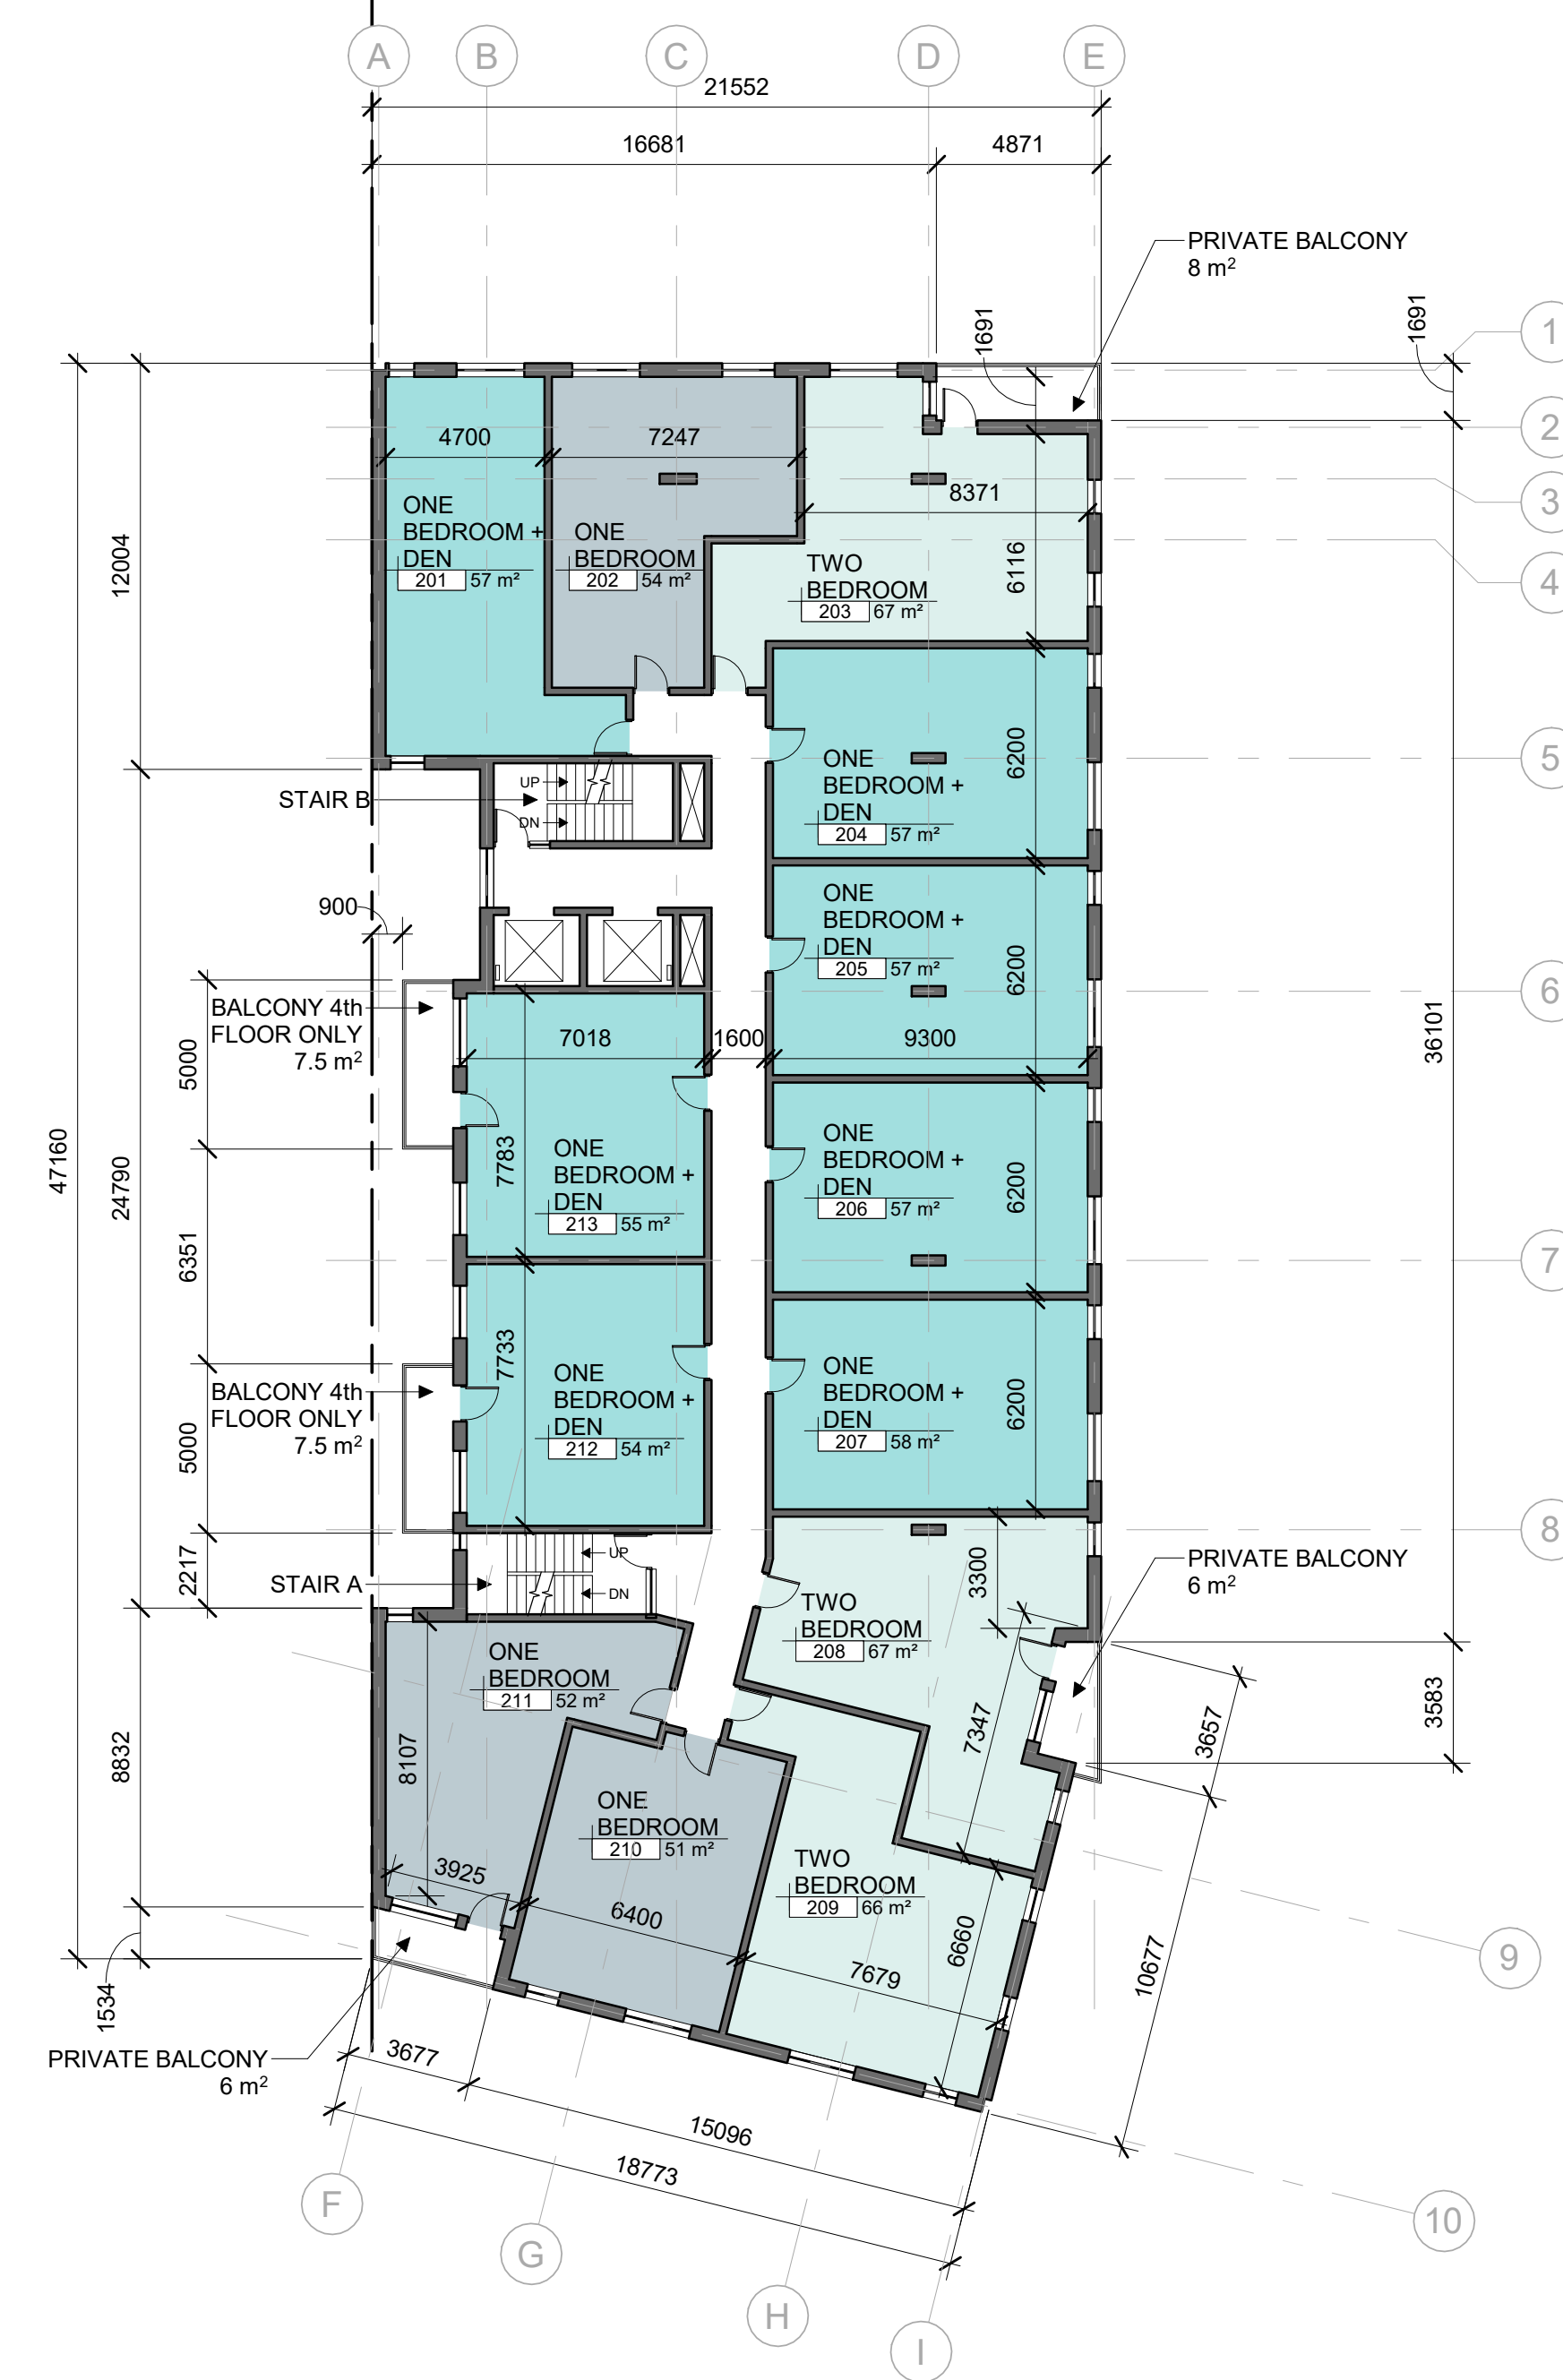 A
B
C
D
E
21552
16681
4871
PRIVATE BALCONY
8 m²
1691
1691
1
2
3
4
4700
7247
8371
12004
ONE
BEDROOM +
DEN
201 57 m²
ONE
BEDROOM
202 54 m²
TWO
BEDROOM
203 67 m²
6116
STAIR B
UP
DN
ONE
BEDROOM +
DEN
204 57 m²
6200
5
900
ONE
BEDROOM +
DEN
205 57 m²
6200
6
BALCONY 4th
FLOOR ONLY
7.5 m²
5000
7018
1600
9300
36101
47160
24790
7783
ONE
BEDROOM +
DEN
213 55 m²
ONE
BEDROOM +
DEN
206 57 m²
6200
6351
7
7733
ONE
BEDROOM +
DEN
212 54 m²
ONE
BEDROOM +
DEN
207 58 m²
6200
BALCONY 4th
FLOOR ONLY
7.5 m²
5000
8
2217
STAIR A
UP
DN
3300
PRIVATE BALCONY
6 m²
TWO
BEDROOM
208 67 m²
ONE
BEDROOM
211 52 m²
7347
3657
3583
8832
8107
ONE
BEDROOM
210 51 m²
TWO
BEDROOM
209 66 m²
3925
6400
6660
7679
10677
9
1534
PRIVATE BALCONY
6 m²
3677
15096
18773
F
G
H
I
10